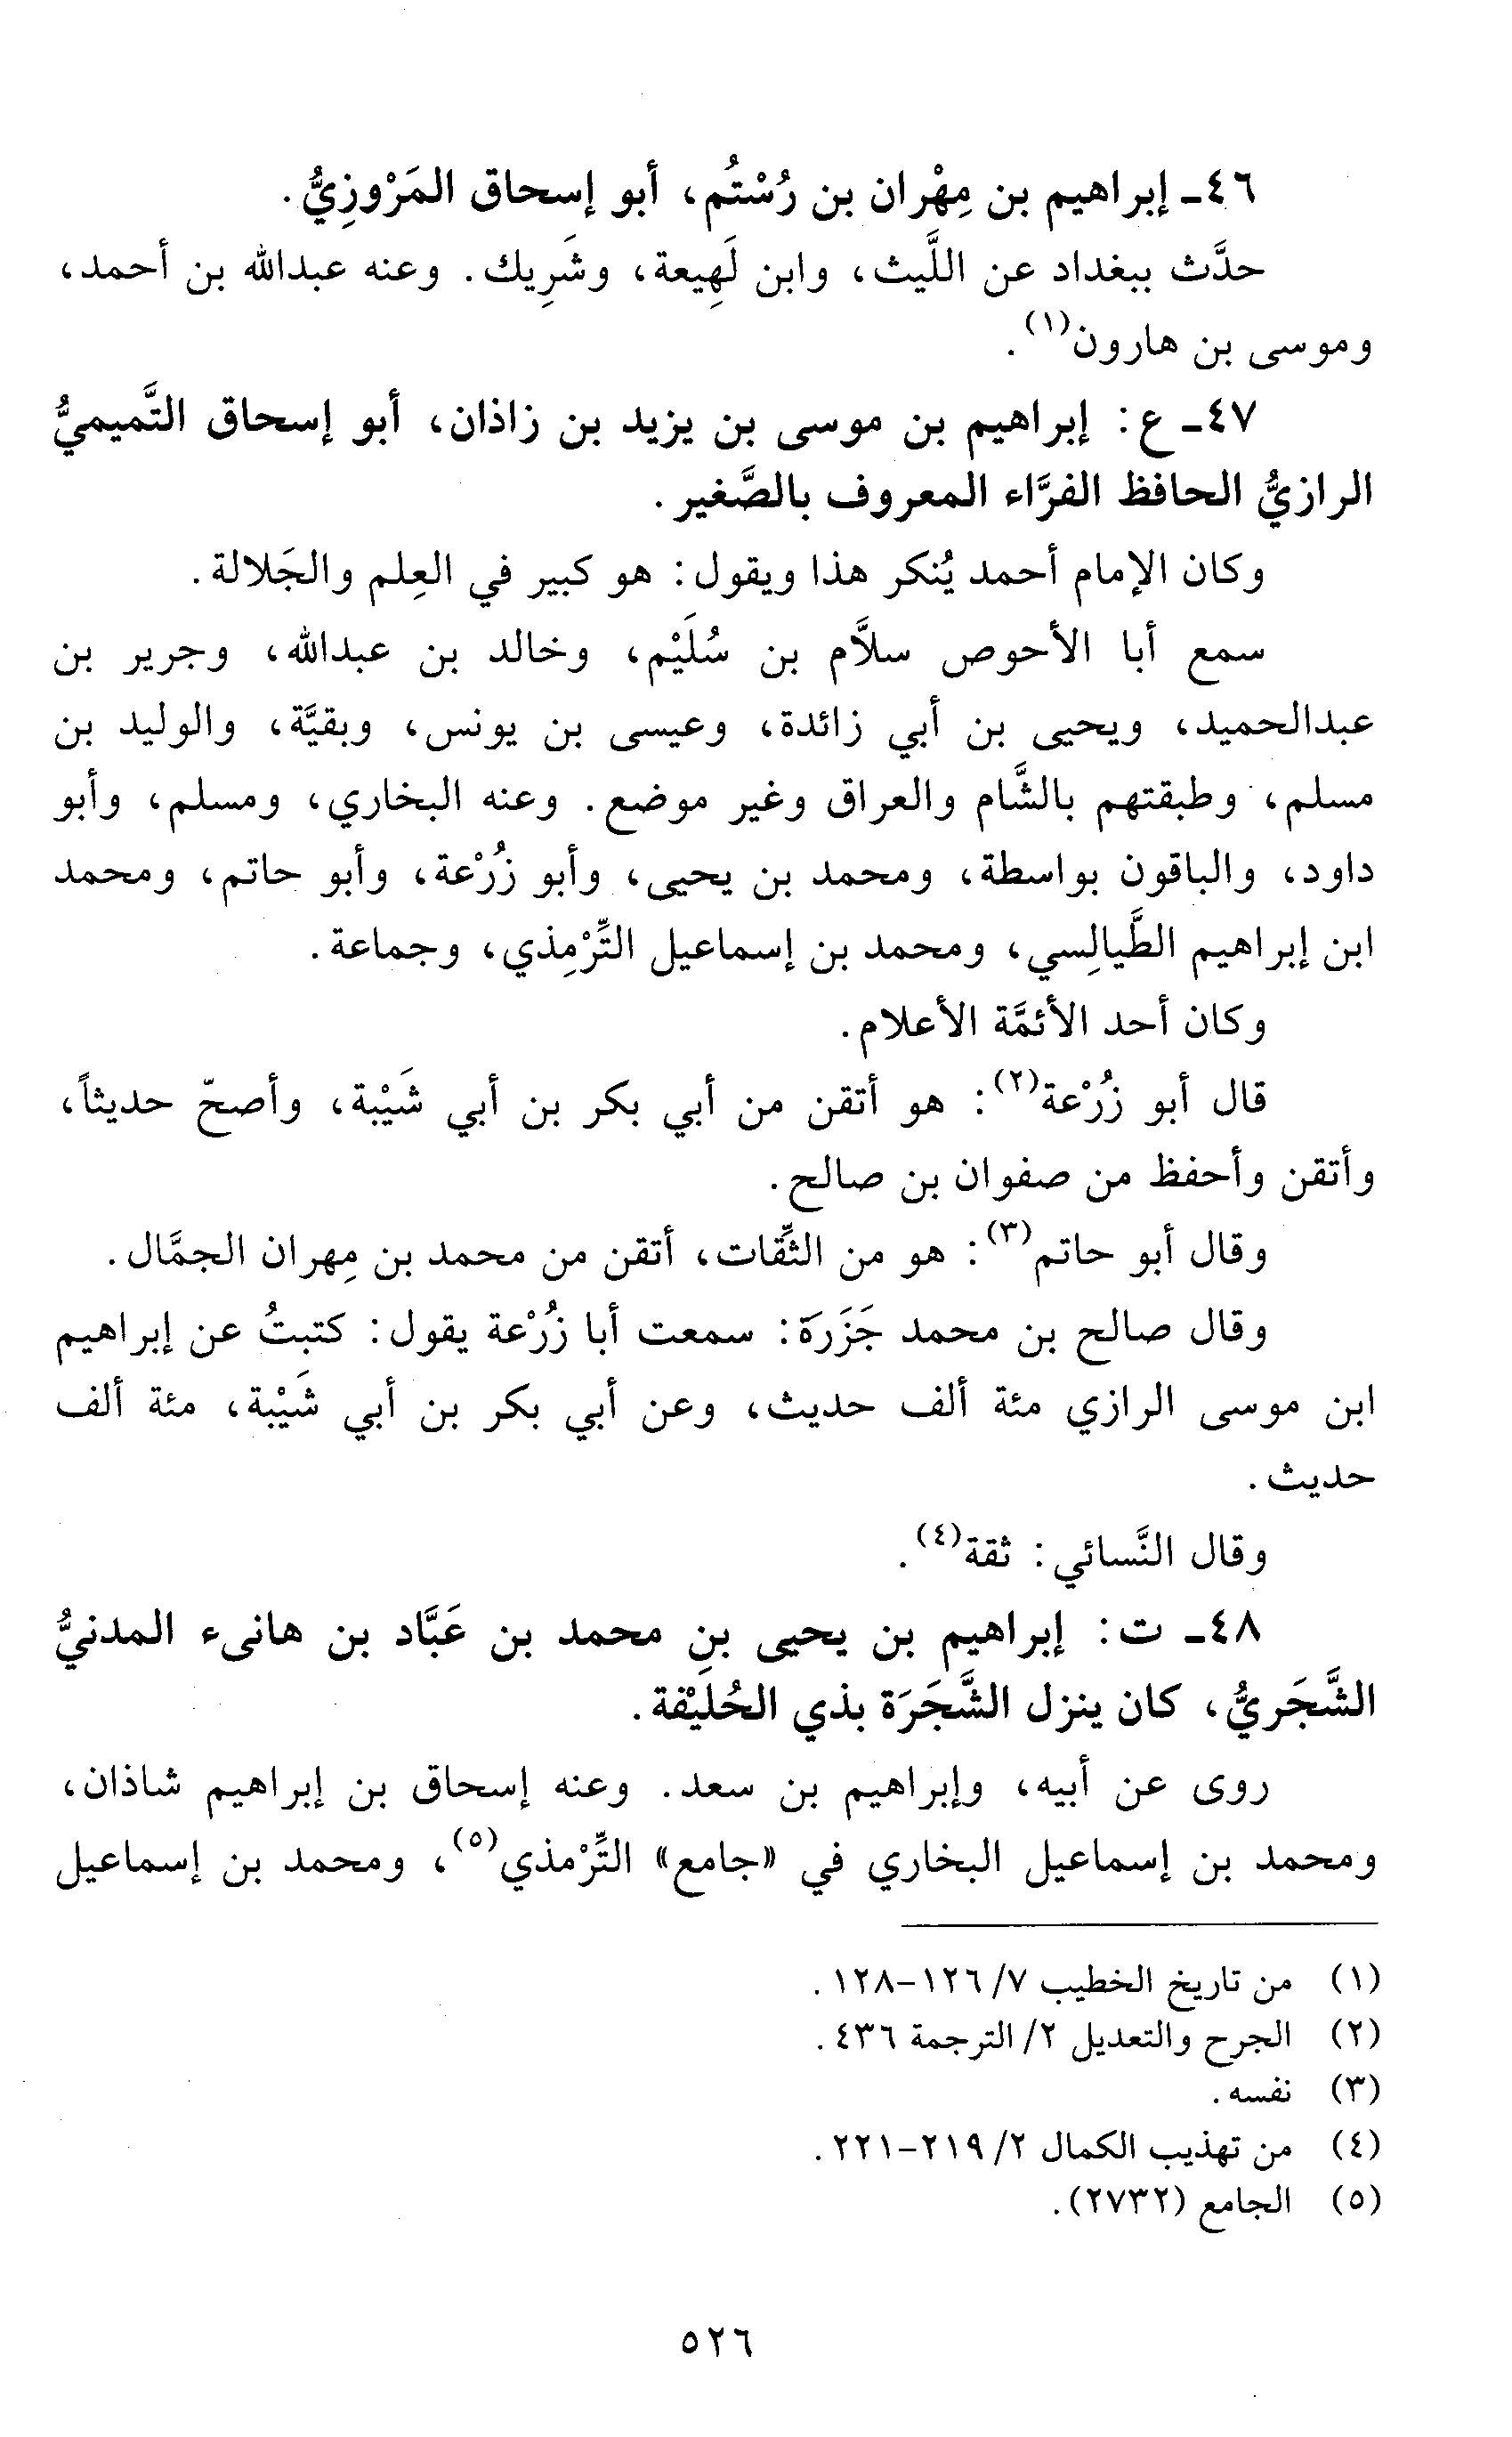 ٤٦ـ إبراهيم بن مِهْران بن رُسْتُم، أبو إسحاق المَرْوزِيُّ.
حدَّث ببغداد عن اللَّيث، وابن لَهِيعة، وشَرِيك. وعنه عبدالله بن أحمد،
وموسى بن هارون(١).
٤٧ـ ع: إبراهيم بن موسى بن يزيد بن زاذان، أبو إسحاق التَّميميُّ
الرازيُّ الحافظ الفرَّاء المعروف بالصَّغير.
وكان الإمام أحمد يُنكر هذا ويقول: هو كبير في العِلم والجَلالة.
سمع أبا الأحوص سلاَّم بن سُلَيْم، وخالد بن عبدالله، وجرير بن
عبدالحميد، ويحيى بن أبي زائدة، وعيسى بن يونس، وبقيَّة، والوليد بن
مسلم، وطبقتهم بالشَّام والعراق وغير موضع. وعنه البخاري، ومسلم، وأبو
داود، والباقون بواسطة، ومحمد بن يحيى، وأبو زُرْعة، وأبو حاتم، ومحمد
ابن إبراهيم الطَّيالِسي، ومحمد بن إسماعيل التِّرْمِذي، وجماعة.
وكان أحد الأئمَّة الأعلام.
قال أبو زُرْعة(٢): هو أتقن من أبي بكر بن أبي شَيْبة، وأصحّ حديثاً،
وأتقن وأحفظ من صفوان بن صالح.
وقال أبو حاتم(٣): هو من الثِّقات، أتقن من محمد بن مِهران الجمَّال.
وقال صالح بن محمد جَزَرَة: سمعت أبا زُرْعة يقول: كتبتُ عن إبراهيم
ابن موسى الرازي مئة ألف حديث، وعن أبي بكر بن أبي شَيْبة، مئة ألف
حديث.
وقال النَّسائي: ثقة(٤).
٤٨ـ ت: إبراهيم بن يحيى بن محمد بن عَبَّاد بن هانىء المدنيُّ
الشَّجَريُّ، كان ينزل الشَّجَرَة بذي الحُلَيْفة.
روى عن أبيه، وإبراهيم بن سعد. وعنه إسحاق بن إبراهيم شاذان،
ومحمد بن إسماعيل البخاري في «جامع» التِّرْمذي(٥)، ومحمد بن إسماعيل
(١) من تاريخ الخطيب ٧/ ١٢٦-١٢٨.
(٢) الجرح والتعديل ٢/ الترجمة ٤٣٦.
(٣) نفسه.
(٤) من تهذيب الكمال ٢/ ٢١٩-٢٢١.
(٥) الجامع (٢٧٣٢).
٥٢٦